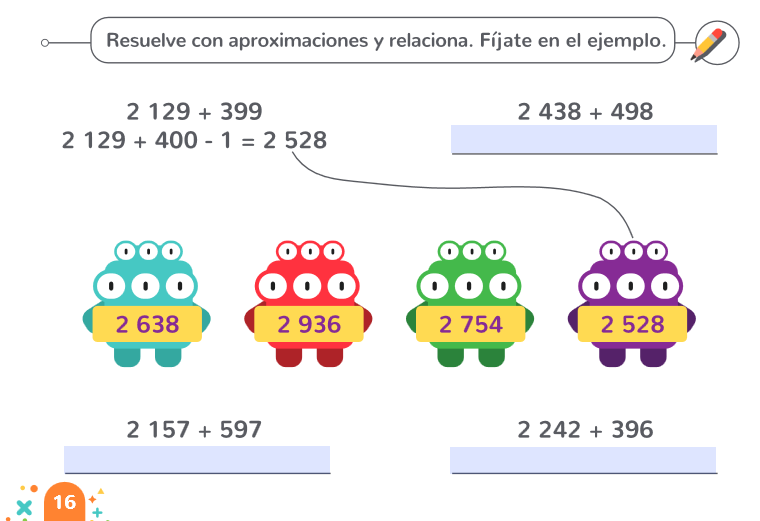 Resuelve con aproximaciones y relaciona. Fíjate en el ejemplo.
2 129 + 399
2 129 + 400 - 1 = 2 528
2 438 + 498
2 638
2 936
2 754
2 528
2 157 + 597
2 242 + 396
16